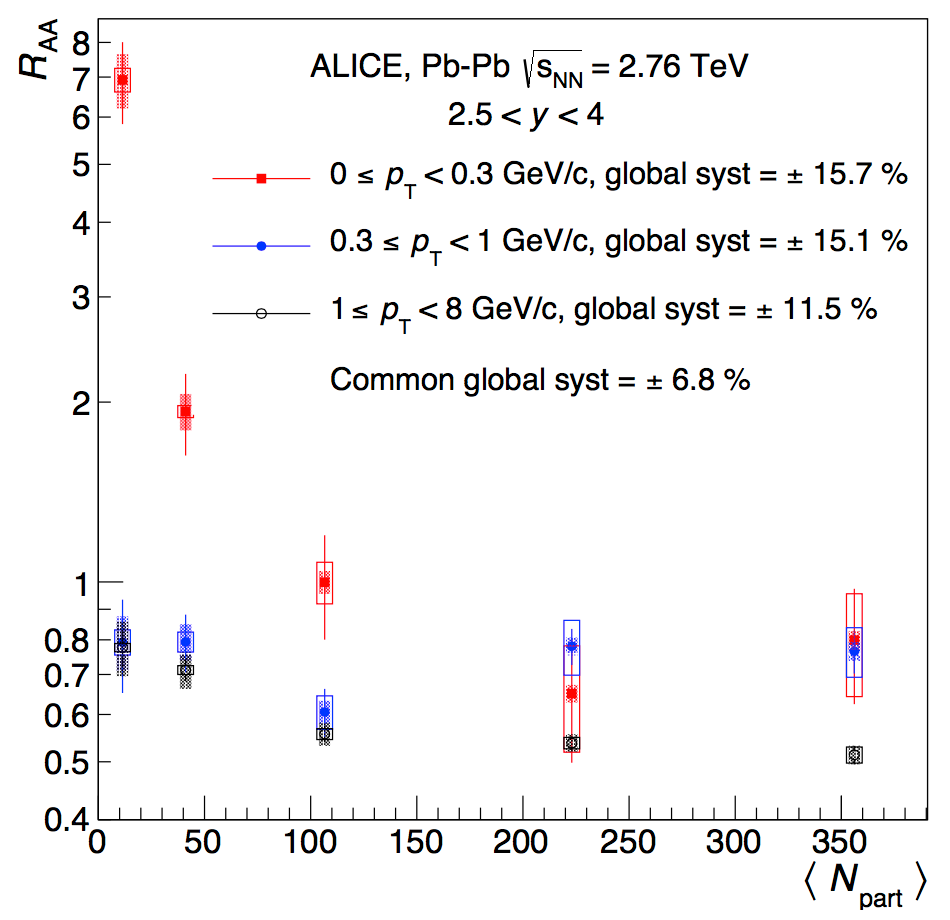 R_AA
8
7
6
5
4
3
2
1
0.8
0.7
0.6
0.5
0.4
ALICE, Pb-Pb √s_NN = 2.76 TeV
2.5 < y < 4
0 ≤ p_T < 0.3 GeV/c, global syst = ± 15.7 %
0.3 ≤ p_T < 1 GeV/c, global syst = ± 15.1 %
1 ≤ p_T < 8 GeV/c, global syst = ± 11.5 %
Common global syst = ± 6.8 %
0 50 100 150 200 250 300 350
⟨ N_part ⟩